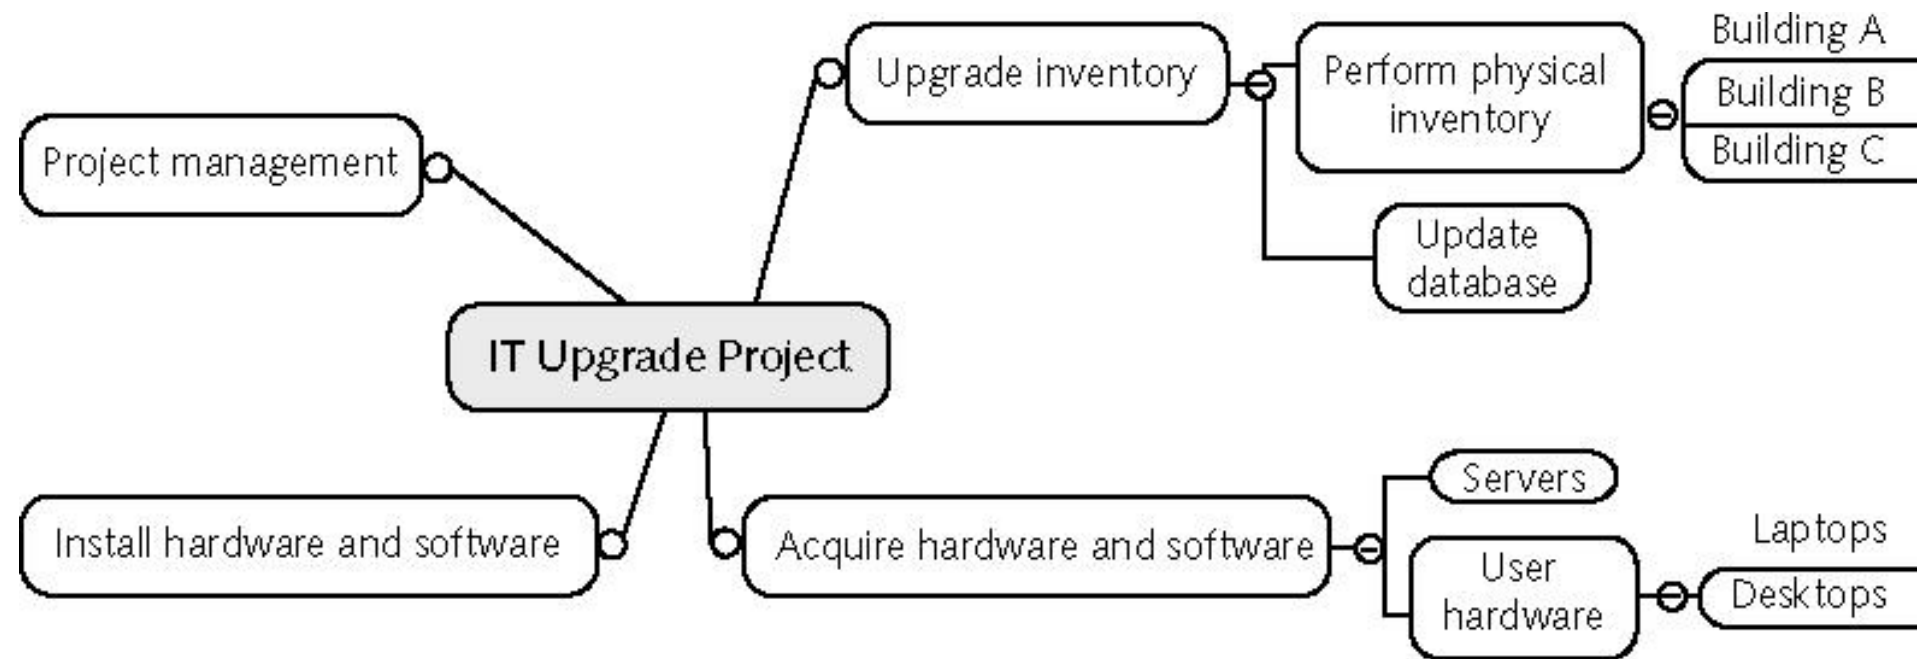 Building A
Upgrade inventory
Perform physical
inventory
Building B
Building C
Project management
Update
database
IT Upgrade Project
Servers
Install hardware and software
Acquire hardware and software
Laptops
User
hardware
Desktops